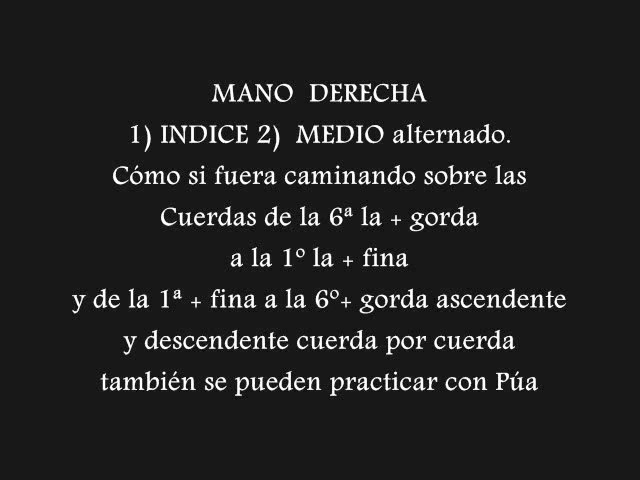 MANO DERECHA
1) INDICE 2) MEDIO alternado.
Cómo si fuera caminando sobre las
Cuerdas de la 6ª la + gorda
a la 1º la + fina
y de la 1ª + fina a la 6º+ gorda ascendente
y descendente cuerda por cuerda
también se pueden practicar con Púa